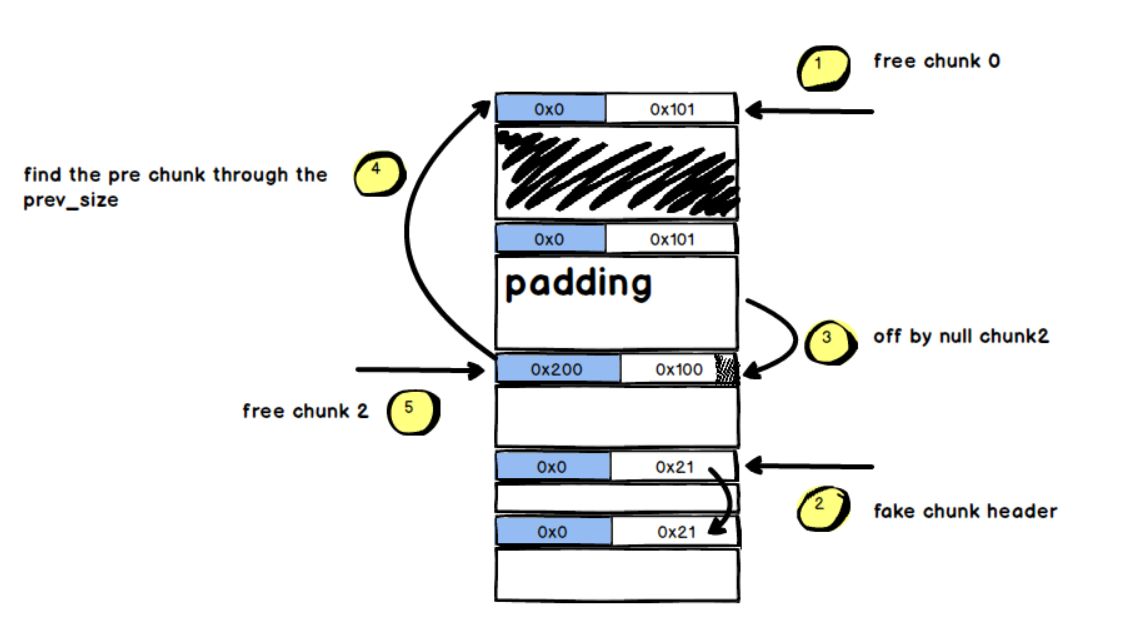 1
free chunk 0
0x0 0x101
4
find the pre chunk through the
prev_size
0x0 0x101
padding
3
off by null chunk2
0x200 0x100
5
free chunk 2
0x0 0x21
2
fake chunk header
0x0 0x21